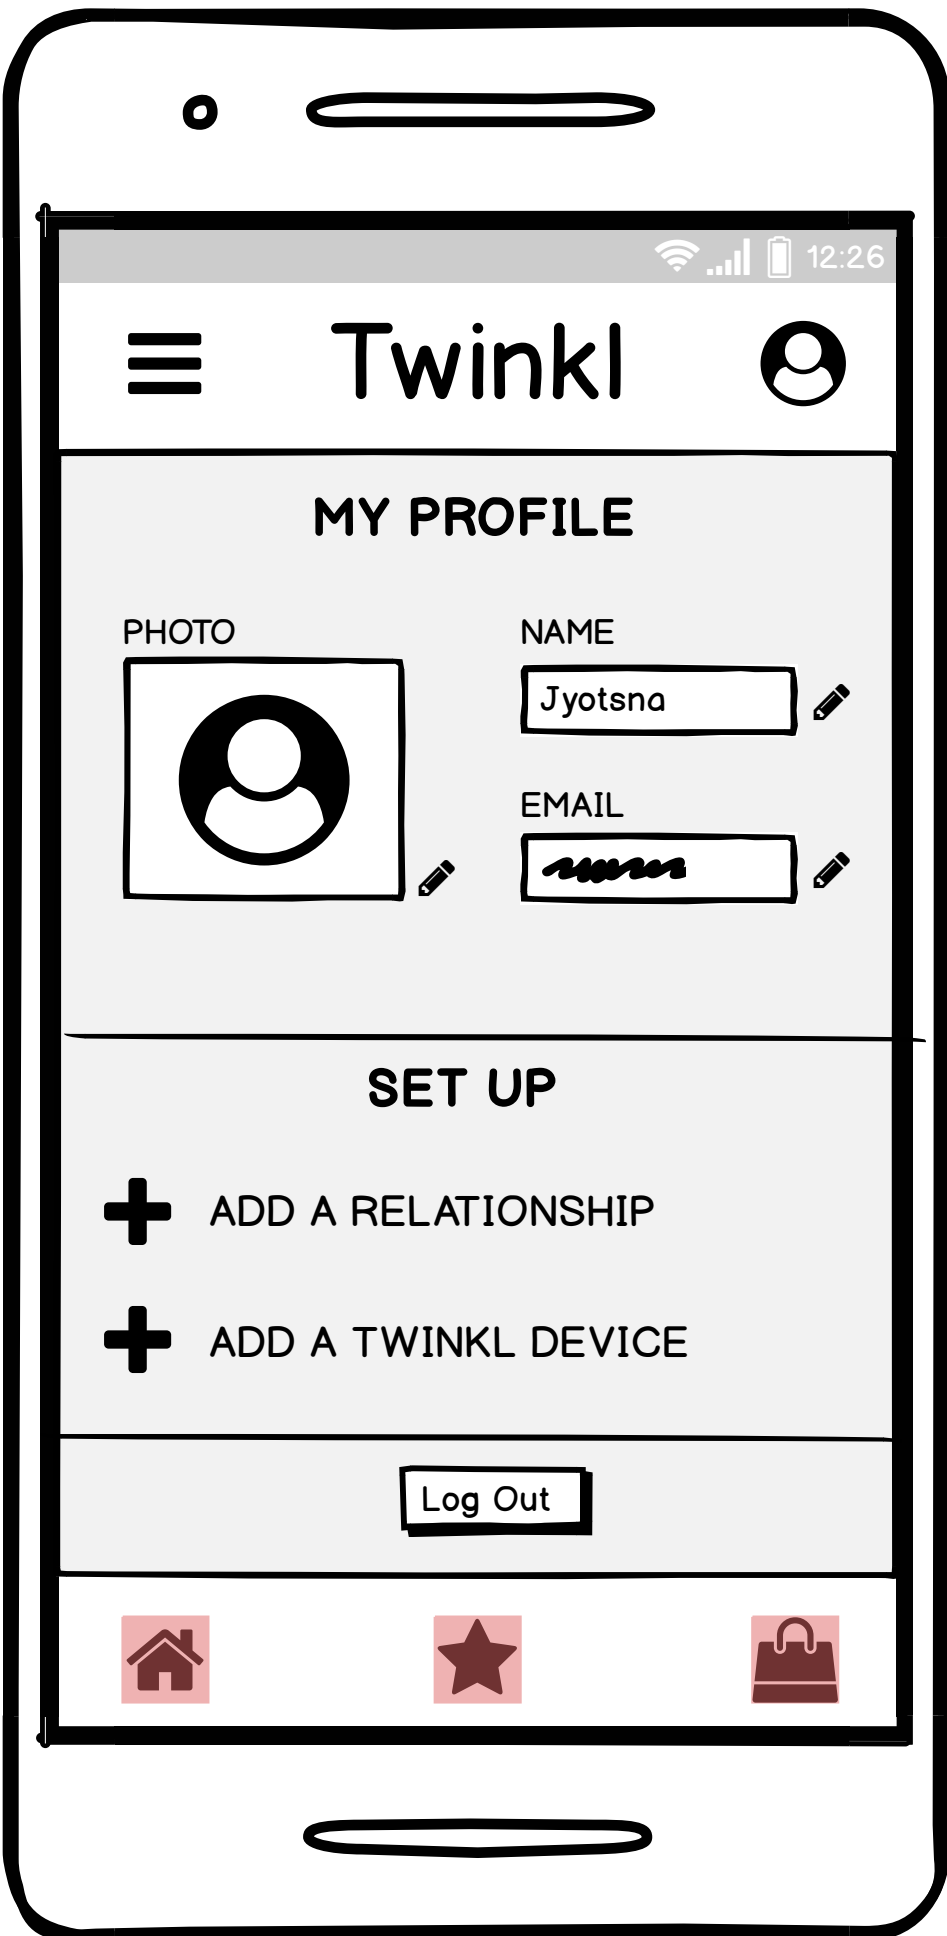 12:26
Twinkl
MY PROFILE
PHOTO
NAME
Jyotsna
EMAIL
SET UP
ADD A RELATIONSHIP
ADD A TWINKL DEVICE
Log Out